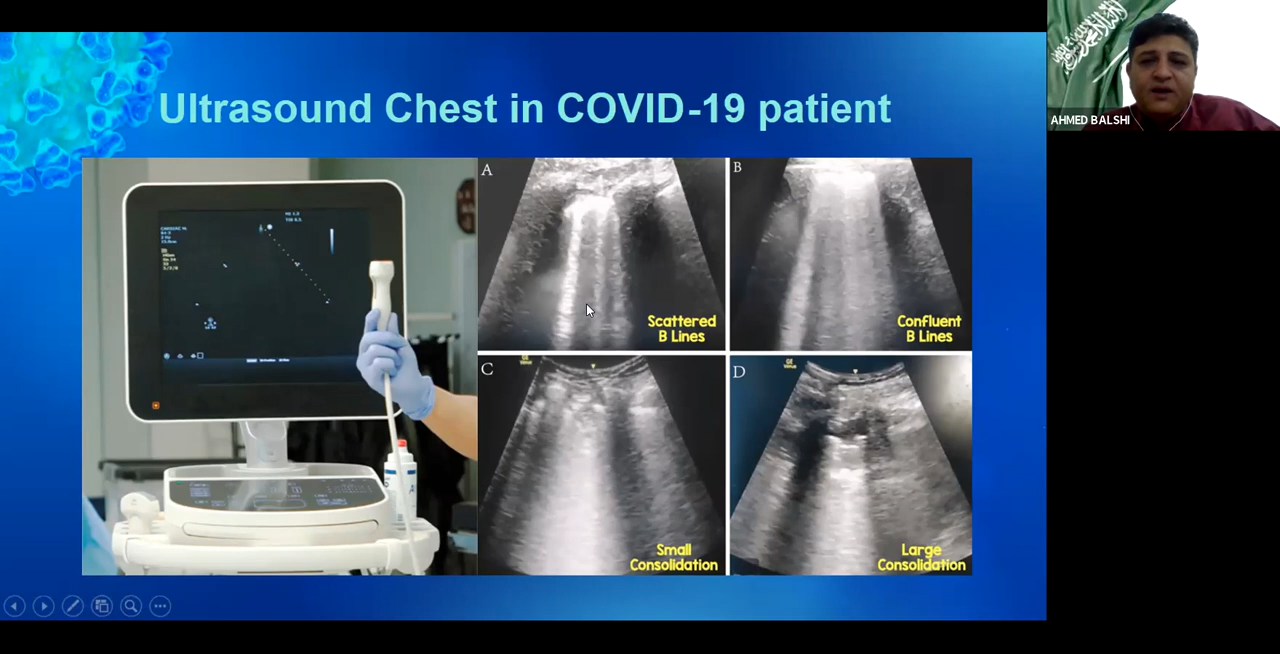 Ultrasound Chest in COVID-19 patient
A
Scattered
B Lines
B
Confluent
B Lines
C
Small
Consolidation
D
Large
Consolidation
AHMED BALSHI